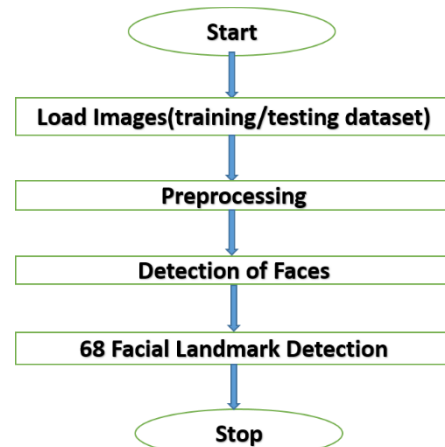 Start
Load Images(training/testing dataset)
Preprocessing
Detection of Faces
68 Facial Landmark Detection
Stop